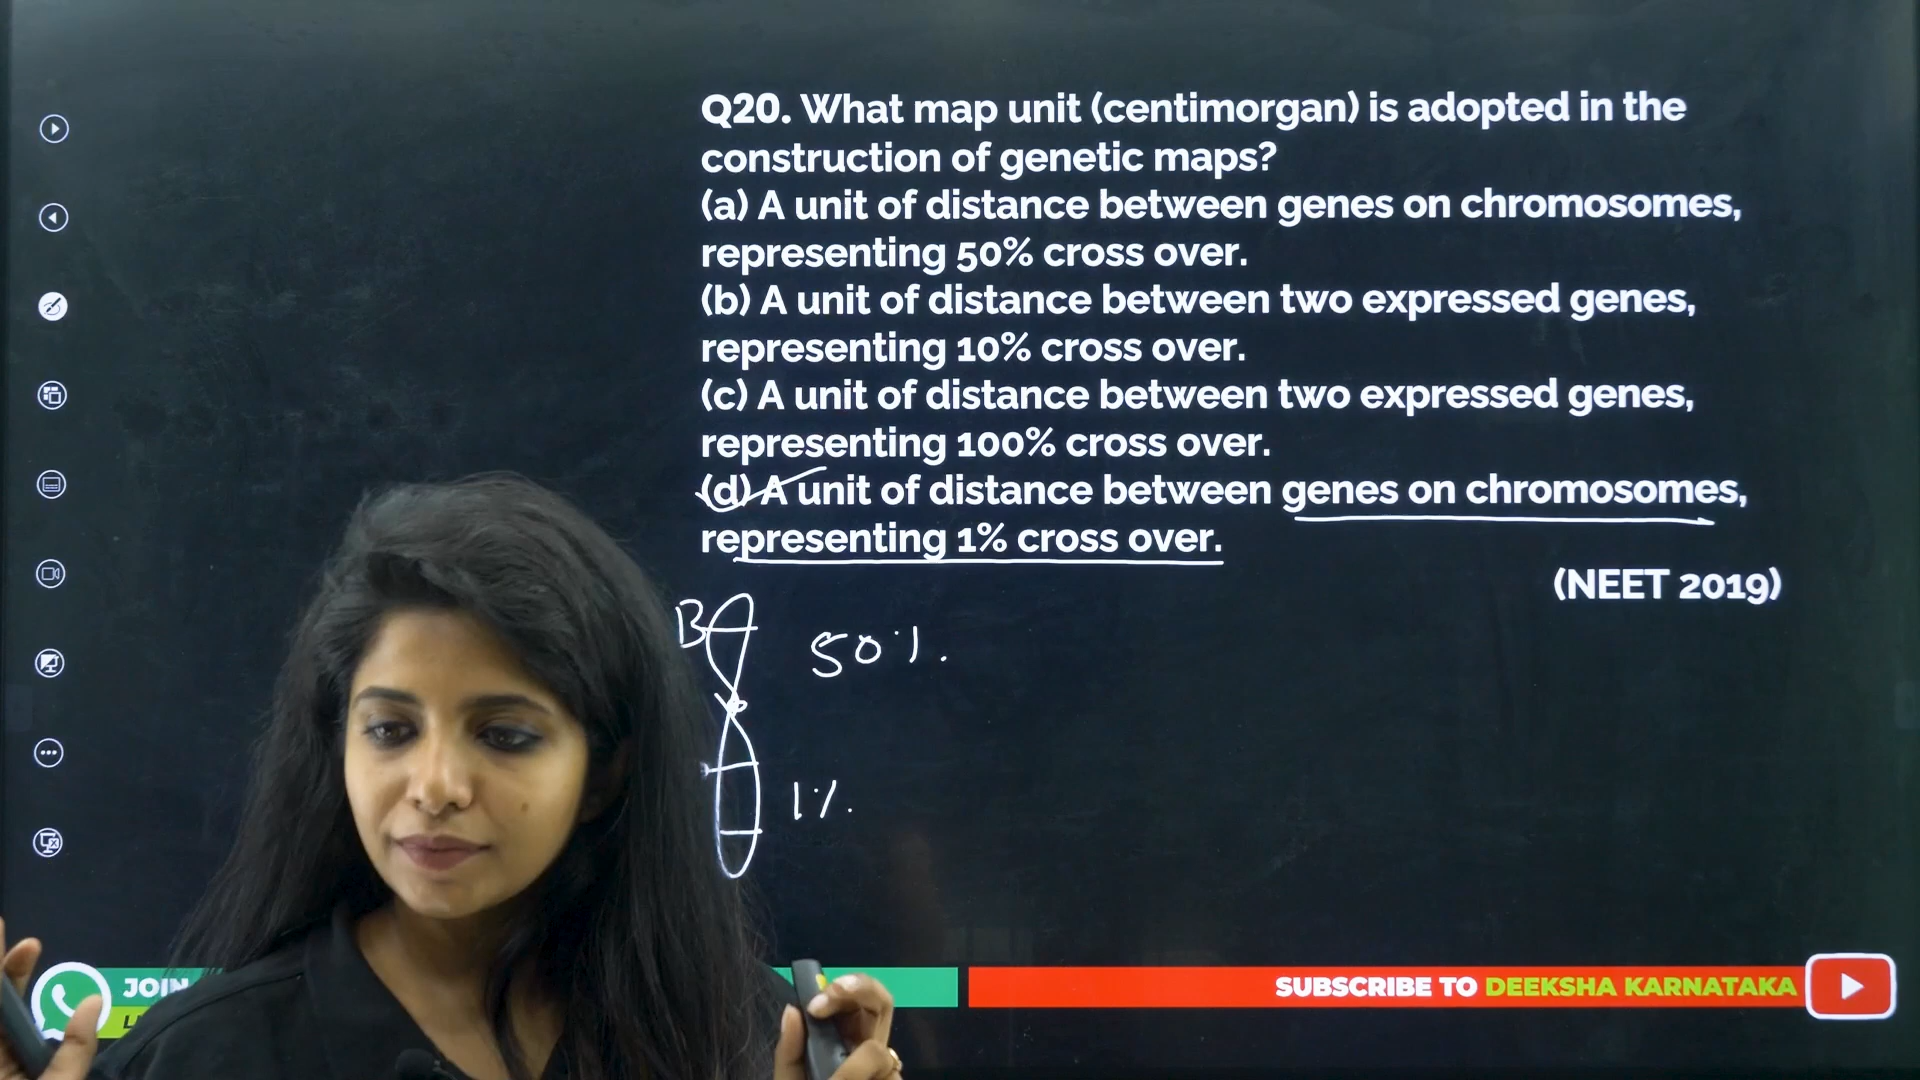 Q20. What map unit (centimorgan) is adopted in the
construction of genetic maps?
(a) A unit of distance between genes on chromosomes,
representing 50% cross over.
(b) A unit of distance between two expressed genes,
representing 10% cross over.
(c) A unit of distance between two expressed genes,
representing 100% cross over.
(d) A unit of distance between genes on chromosomes,
representing 1% cross over.
(NEET 2019)
B
50%.
1%.
JOIN
SUBSCRIBE TO DEEKSHA KARNATAKA